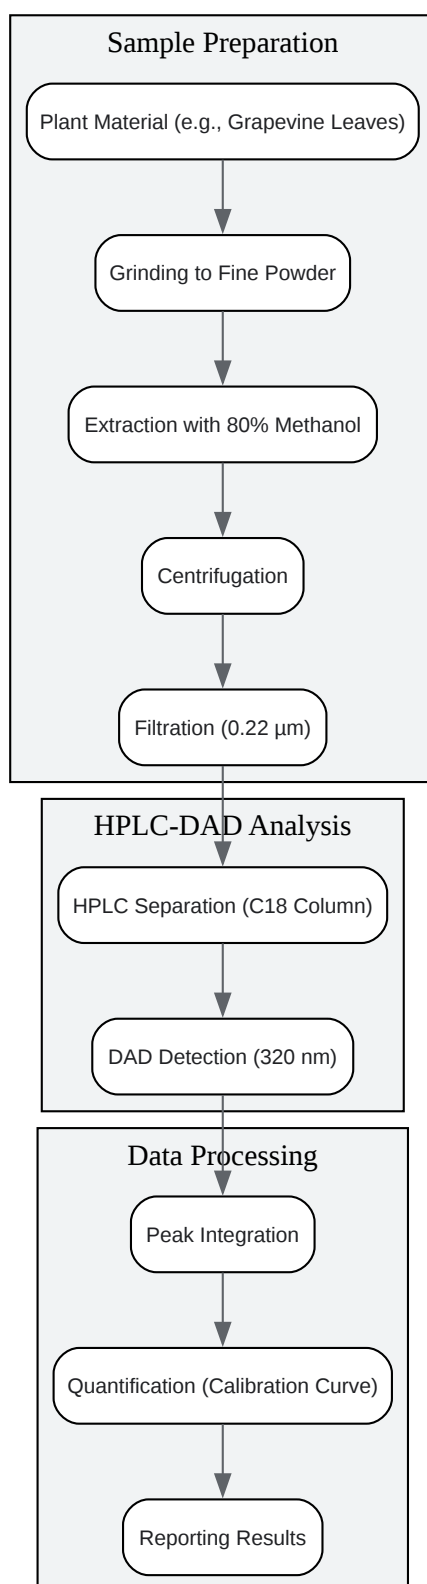 Sample Preparation
Plant Material (e.g., Grapevine Leaves)
Grinding to Fine Powder
Extraction with 80% Methanol
Centrifugation
Filtration (0.22 µm)
HPLC-DAD Analysis
HPLC Separation (C18 Column)
DAD Detection (320 nm)
Data Processing
Peak Integration
Quantification (Calibration Curve)
Reporting Results